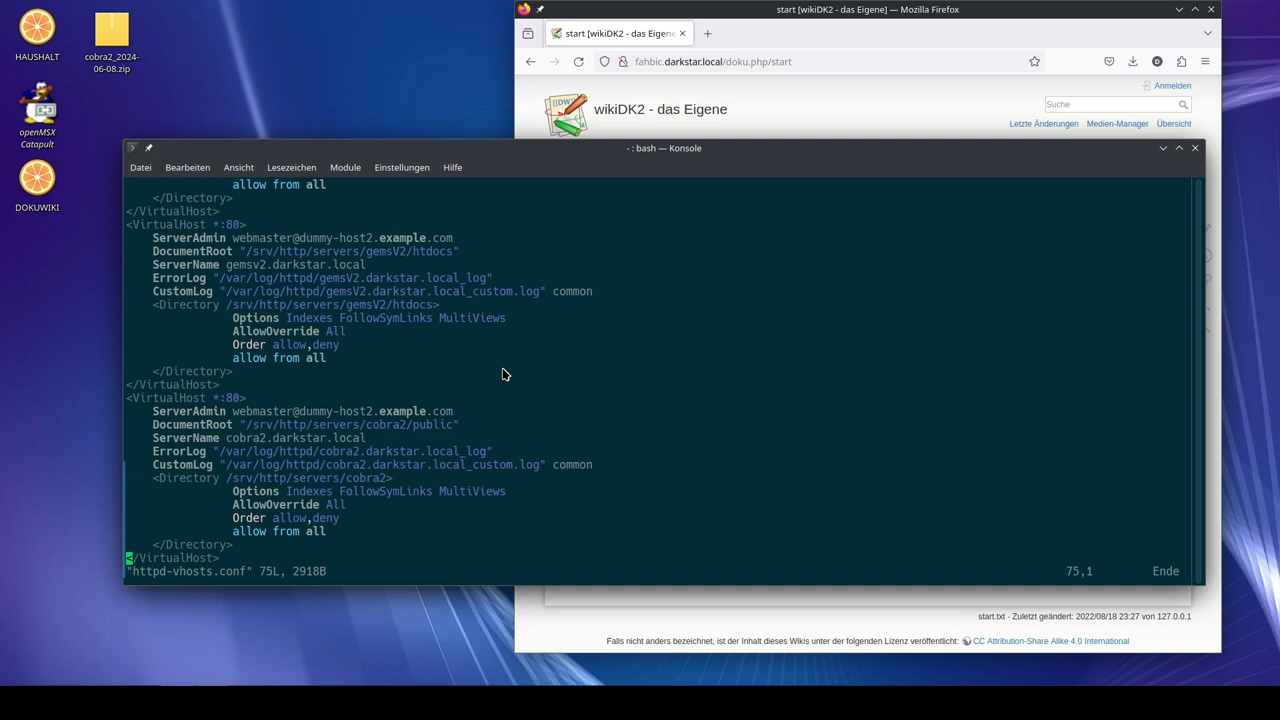 HAUSHALT
cobra2_2024-
06-08.zip
openMSX
Catapult
DOKUWIKI
start [wikiDK2 - das Eigene] — Mozilla Firefox
start [wikiDK2 - das Eigene
fahbic.darkstar.local/doku.php/start
Anmelden
wikiDK2 - das Eigene
Suche
Letzte Änderungen Medien-Manager Übersicht
- : bash — Konsole
Datei Bearbeiten Ansicht Lesezeichen Module Einstellungen Hilfe
allow from all
</Directory>
</VirtualHost>
<VirtualHost *:80>
ServerAdmin webmaster@dummy-host2.example.com
DocumentRoot "/srv/http/servers/gemsV2/htdocs"
ServerName gemsv2.darkstar.local
ErrorLog "/var/log/httpd/gemsV2.darkstar.local_log"
CustomLog "/var/log/httpd/gemsV2.darkstar.local_custom.log" common
<Directory /srv/http/servers/gemsV2/htdocs>
Options Indexes FollowSymLinks MultiViews
AllowOverride All
Order allow,deny
allow from all
</Directory>
</VirtualHost>
<VirtualHost *:80>
ServerAdmin webmaster@dummy-host2.example.com
DocumentRoot "/srv/http/servers/cobra2/public"
ServerName cobra2.darkstar.local
ErrorLog "/var/log/httpd/cobra2.darkstar.local_log"
CustomLog "/var/log/httpd/cobra2.darkstar.local_custom.log" common
<Directory /srv/http/servers/cobra2>
Options Indexes FollowSymLinks MultiViews
AllowOverride All
Order allow,deny
allow from all
</Directory>
</VirtualHost>
"httpd-vhosts.conf" 75L, 2918B 75,1 Ende
start.txt · Zuletzt geändert: 2022/08/18 23:27 von 127.0.0.1
Falls nicht anders bezeichnet, ist der Inhalt dieses Wikis unter der folgenden Lizenz veröffentlicht: CC Attribution-Share Alike 4.0 International